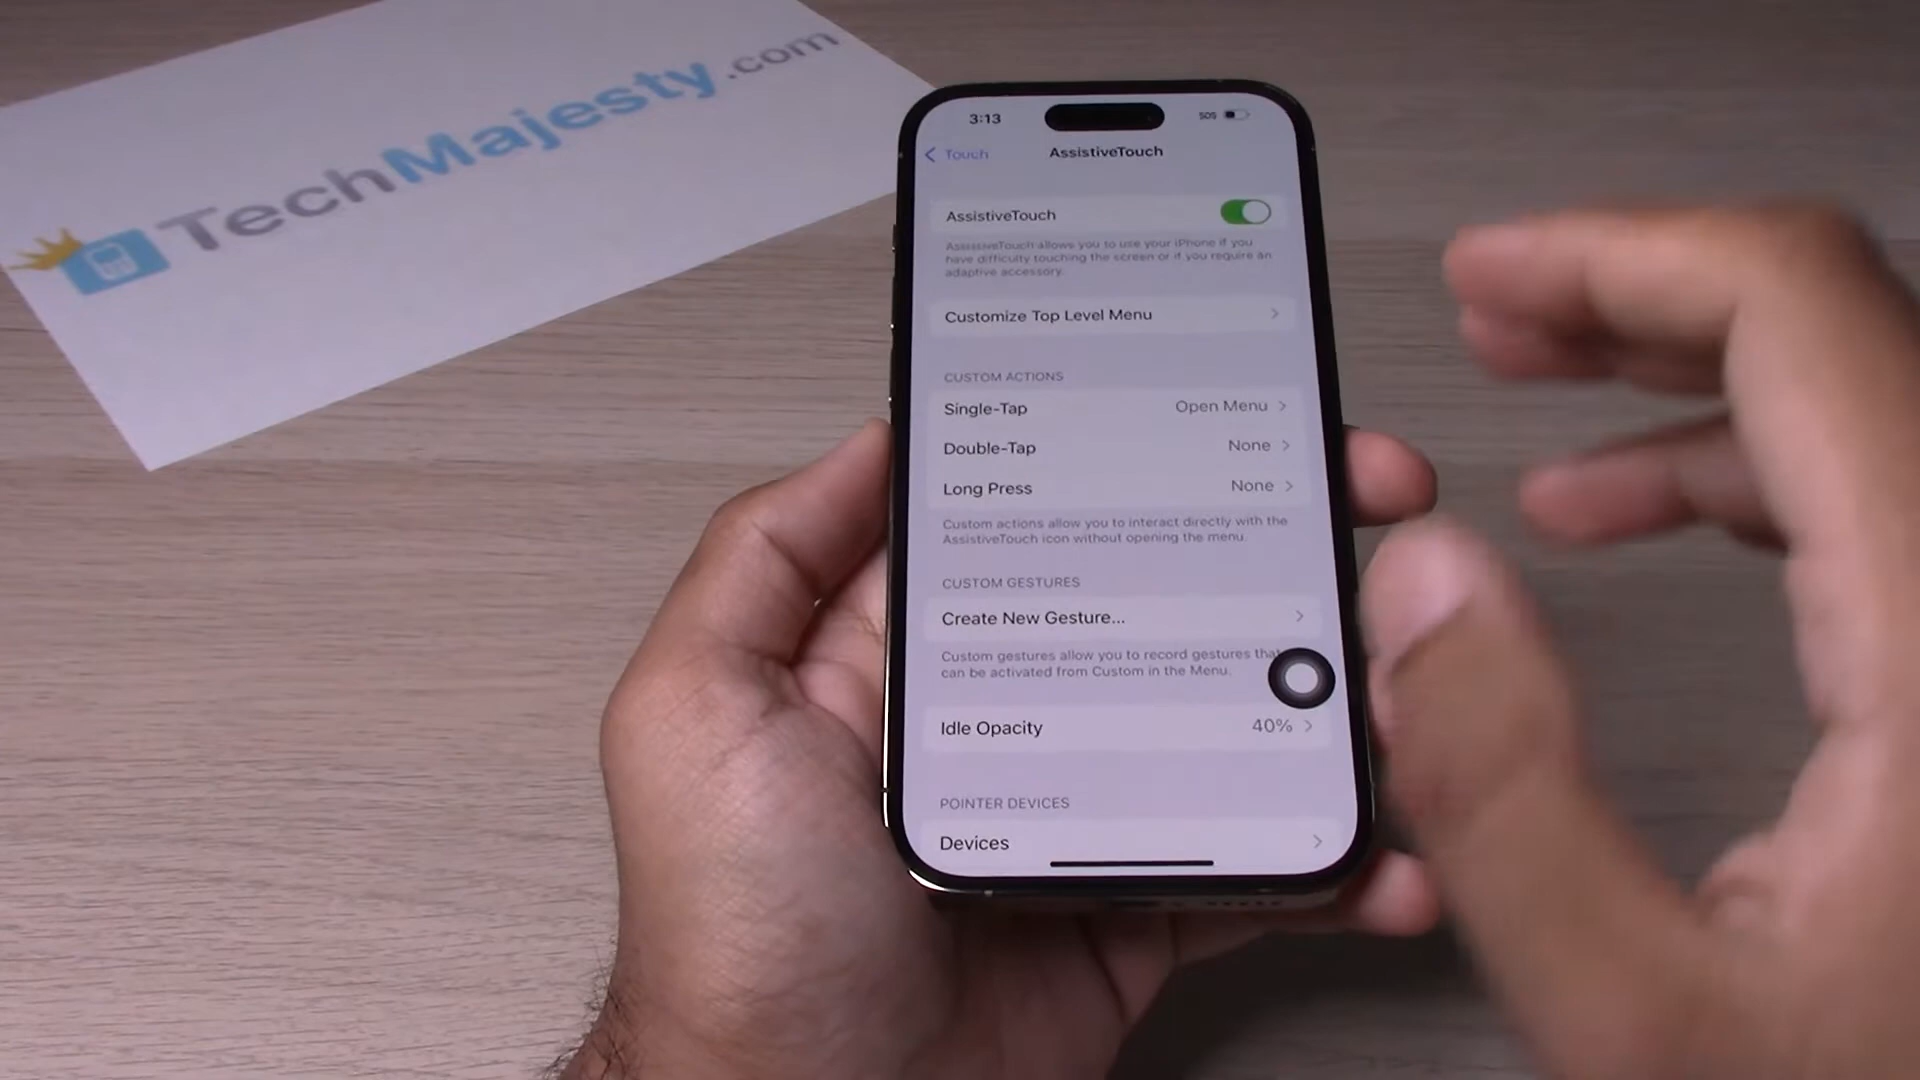 TechMajesty.com
3:13
SOS
Touch
AssistiveTouch
AssistiveTouch
AssistiveTouch allows you to use your iPhone if you
have difficulty touching the screen or if you require an
adaptive accessory.
Customize Top Level Menu
CUSTOM ACTIONS
Single-Tap Open Menu
Double-Tap None
Long Press None
Custom actions allow you to interact directly with the
AssistiveTouch icon without opening the menu.
CUSTOM GESTURES
Create New Gesture...
Custom gestures allow you to record gestures that
can be activated from Custom in the Menu.
Idle Opacity 40%
POINTER DEVICES
Devices